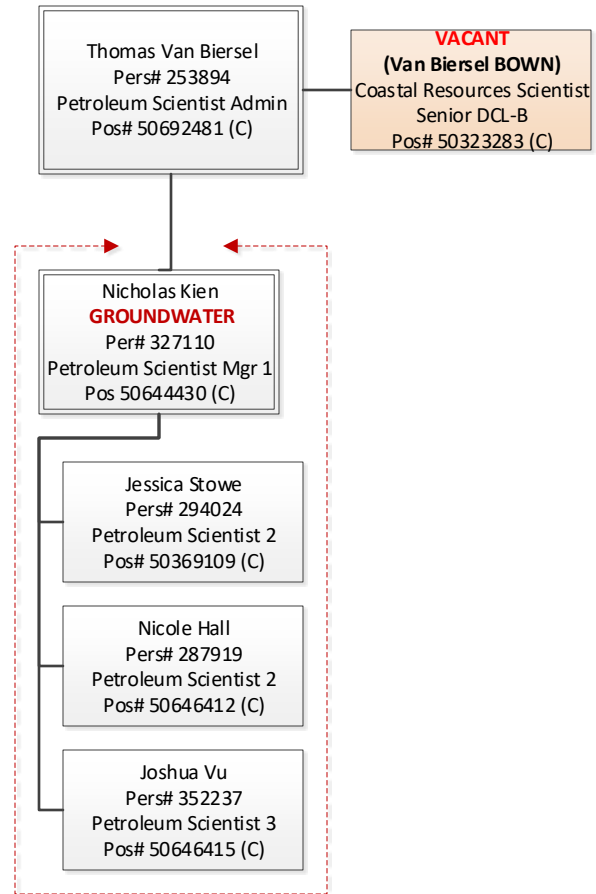 Thomas Van Biersel
Pers# 253894
Petroleum Scientist Admin
Pos# 50692481 (C)
VACANT
(Van Biersel BOWN)
Coastal Resources Scientist
Senior DCL-B
Pos# 50323283 (C)
Nicholas Kien
GROUNDWATER
Per# 327110
Petroleum Scientist Mgr 1
Pos 50644430 (C)
Jessica Stowe
Pers# 294024
Petroleum Scientist 2
Pos# 50369109 (C)
Nicole Hall
Pers# 287919
Petroleum Scientist 2
Pos# 50646412 (C)
Joshua Vu
Pers# 352237
Petroleum Scientist 3
Pos# 50646415 (C)